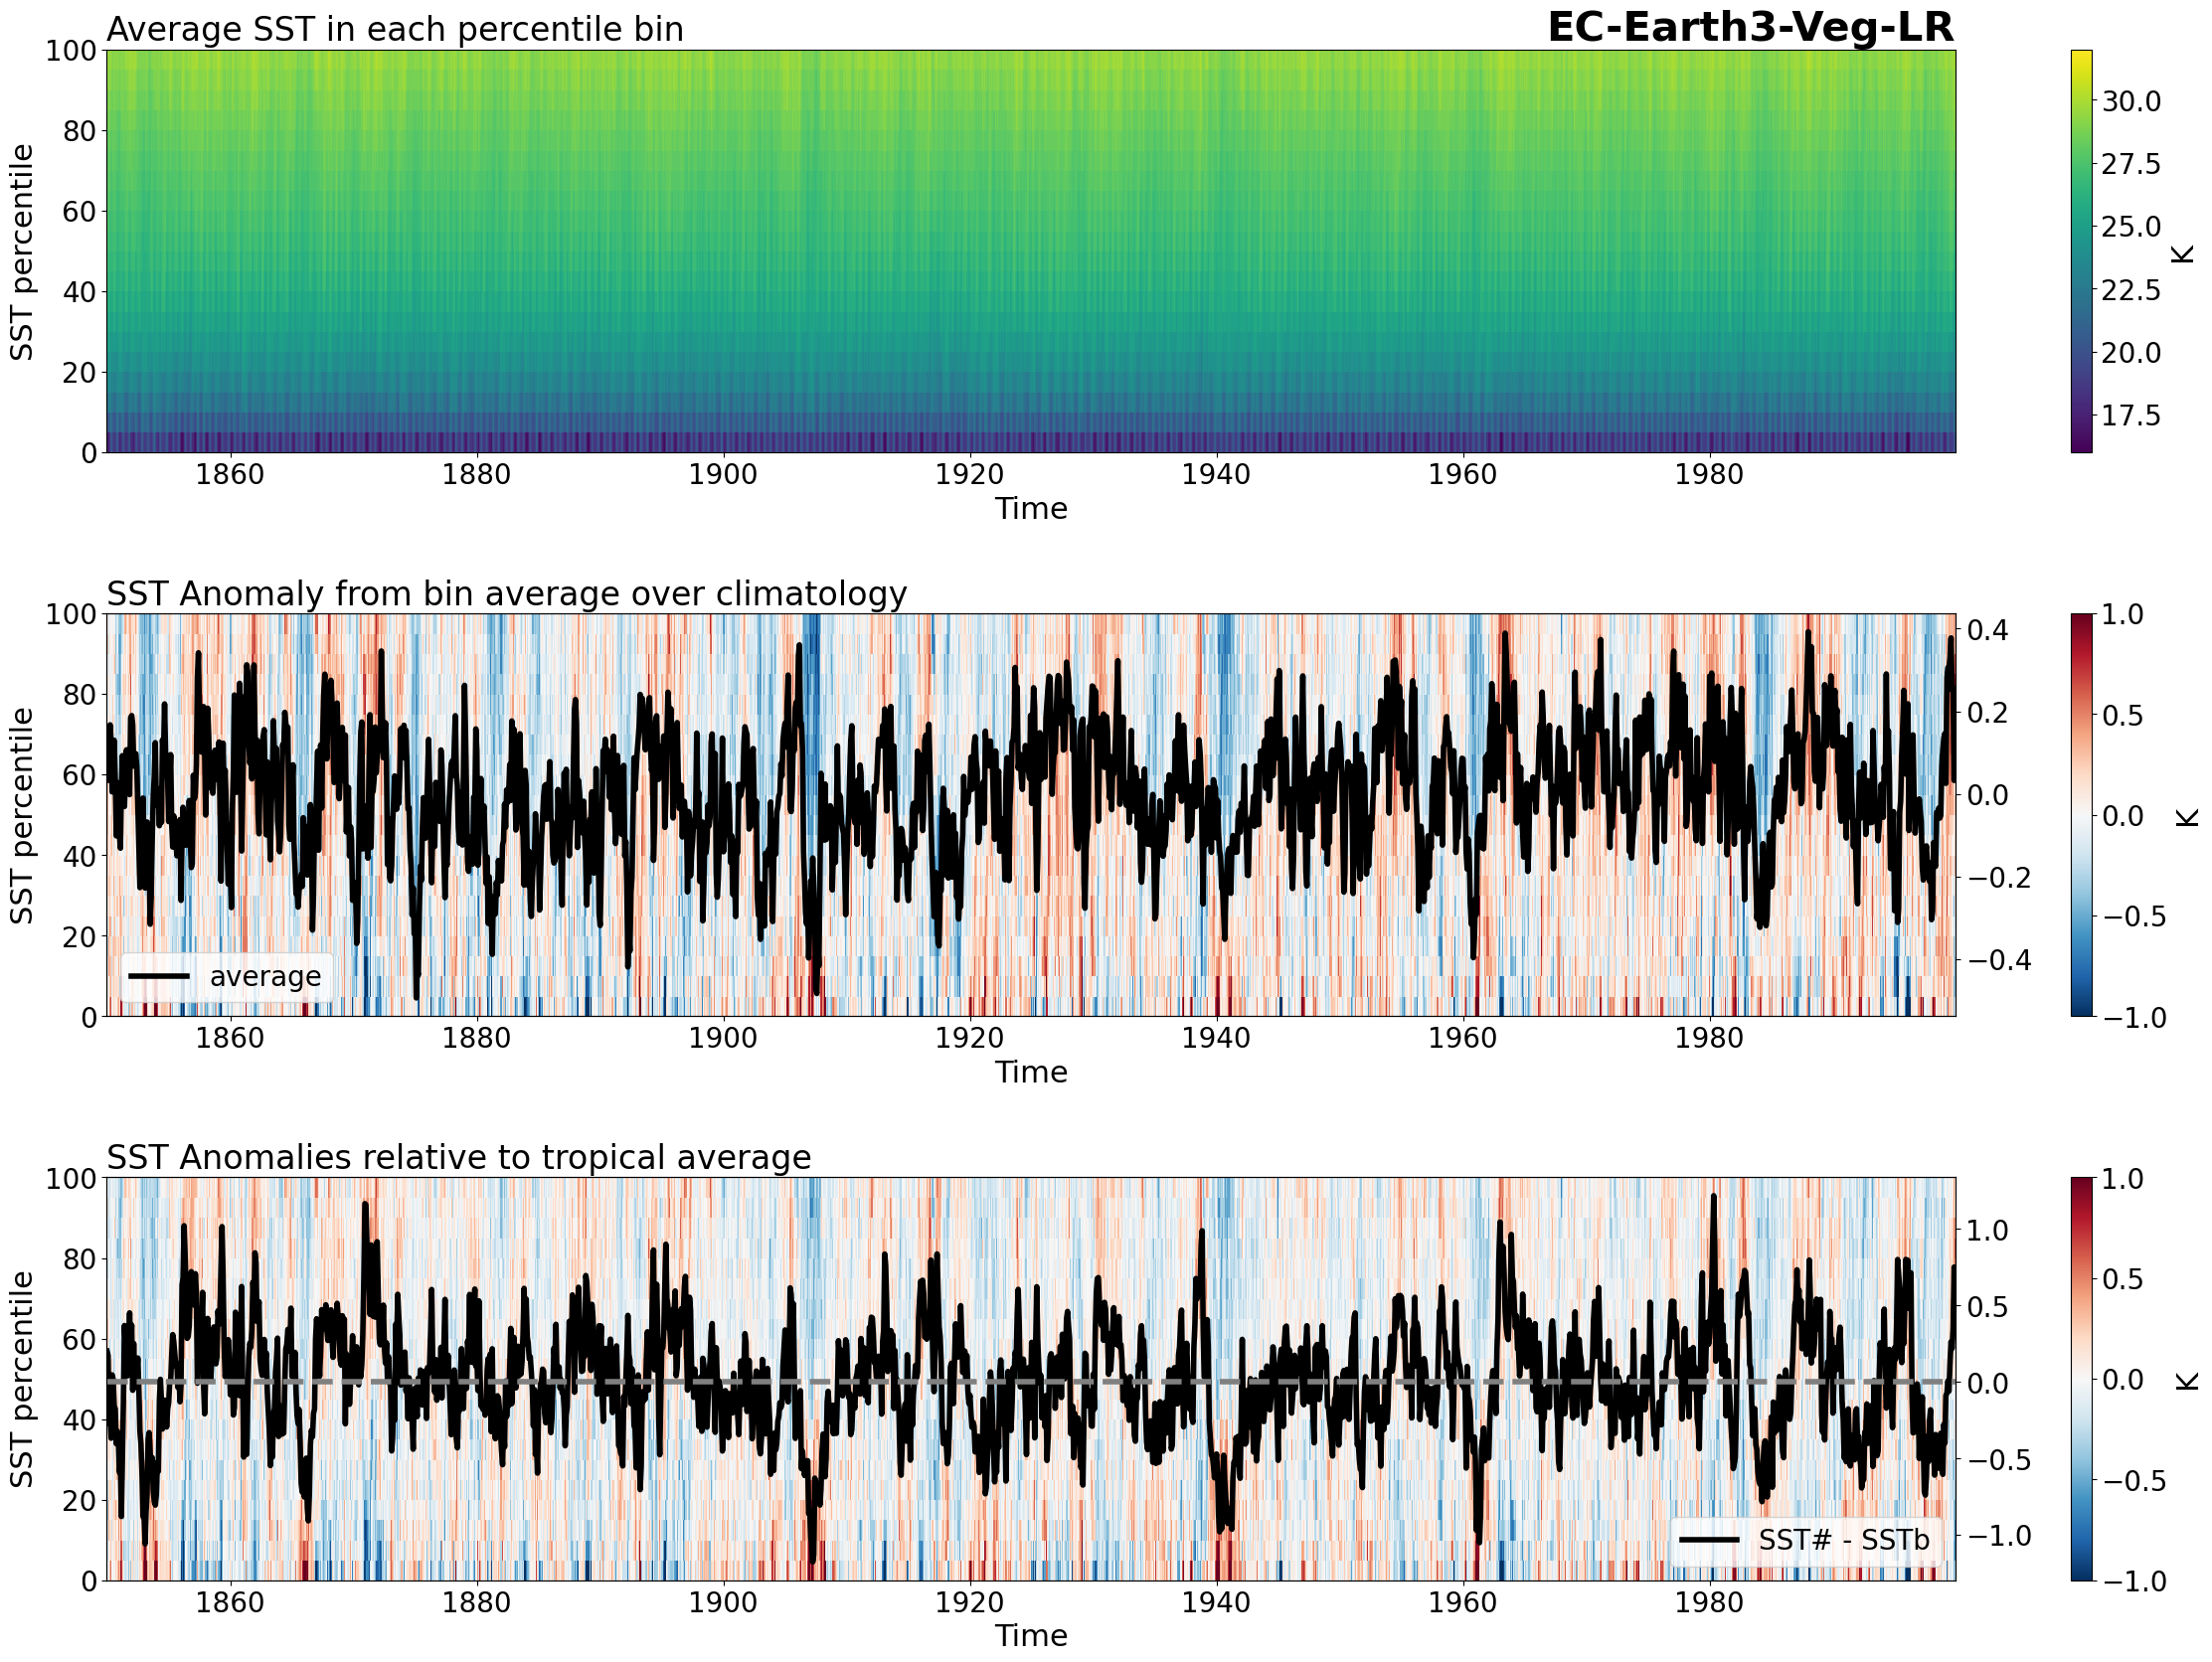 Average SST in each percentile bin
EC-Earth3-Veg-LR
100
80
60
40
20
0
SST percentile
1860 1880 1900 1920 1940 1960 1980
Time
30.0
27.5
25.0
22.5
20.0
17.5
K
SST Anomaly from bin average over climatology
100
80
60
40
20
0
SST percentile
average
1860 1880 1900 1920 1940 1960 1980
Time
0.4
0.2
0.0
−0.2
−0.4
1.0
0.5
0.0
−0.5
−1.0
K
SST Anomalies relative to tropical average
100
80
60
40
20
0
SST percentile
SST# - SSTb
1860 1880 1900 1920 1940 1960 1980
Time
1.0
0.5
0.0
−0.5
−1.0
1.0
0.5
0.0
−0.5
−1.0
K